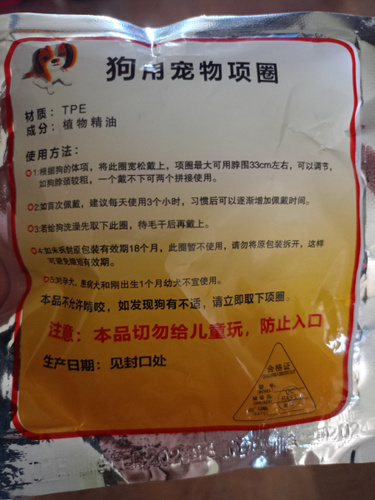 狗用宠物项圈
材质：TPE
成分：植物精油
使用方法：
1:根据狗的体项，将此圈宽松戴上，项圈最大可用脖围33cm左右，可以调节，
如狗脖颈较粗，一个戴不下可两个拼接使用。
2:如首次佩戴，建议每天使用3个小时，习惯后可以逐渐增加佩戴时间。
3:若给狗洗澡先取下此圈，待毛干后再戴上。
4:如未拆封原包装有效期18个月，此圈暂不使用，请勿将原包装拆开，这样
可避免缩短有效期。
5:对孕犬、患病犬和刚出生1个月幼犬不宜使用。
本品不允许啃咬，如发现狗有不适，请立即取下项圈。
注意：本品切勿给儿童玩，防止入口
生产日期：见封口处
合格证